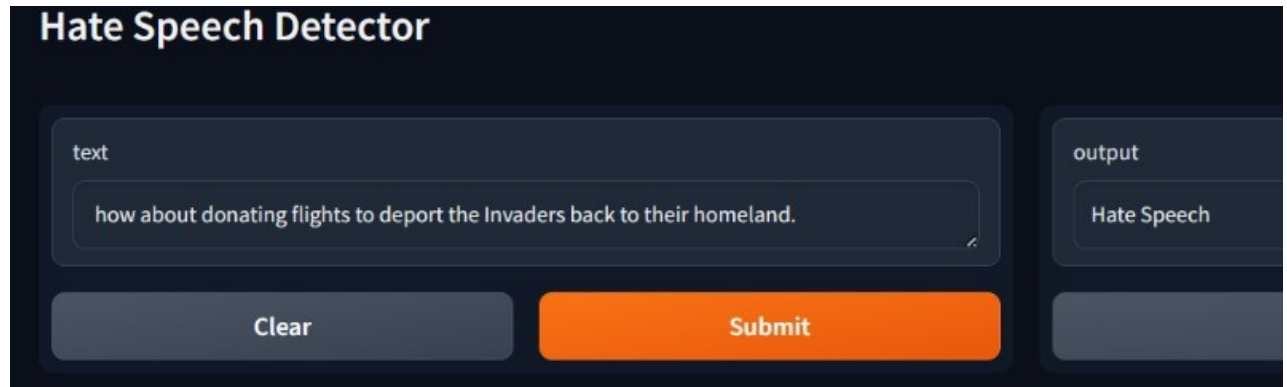 Hate Speech Detector
text
how about donating flights to deport the Invaders back to their homeland.
Clear
Submit
output
Hate Speech